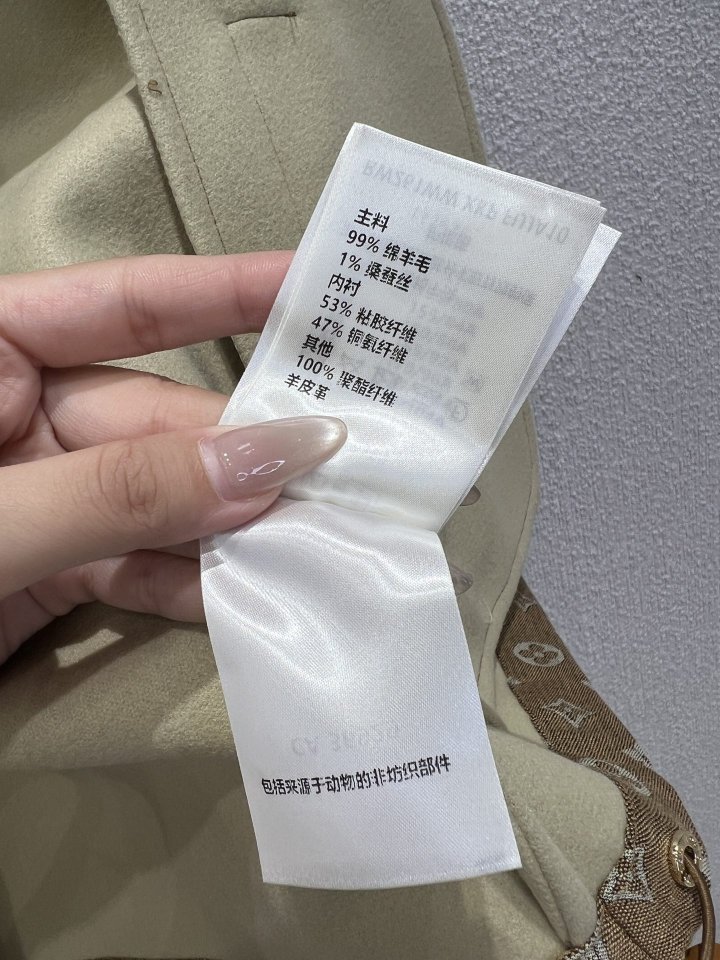 主料
99% 绵羊毛
1% 桑蚕丝
内衬
53% 粘胶纤维
47% 铜氨纤维
其他
100% 聚酯纤维
羊皮革
包括来源于动物的非纺织部件